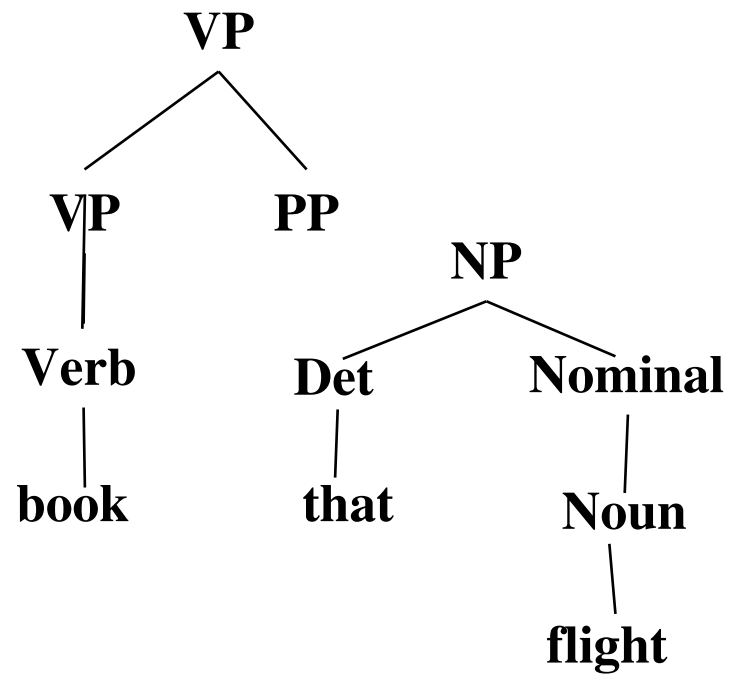 VP
VP PP
NP
Verb Det Nominal
book that Noun
flight